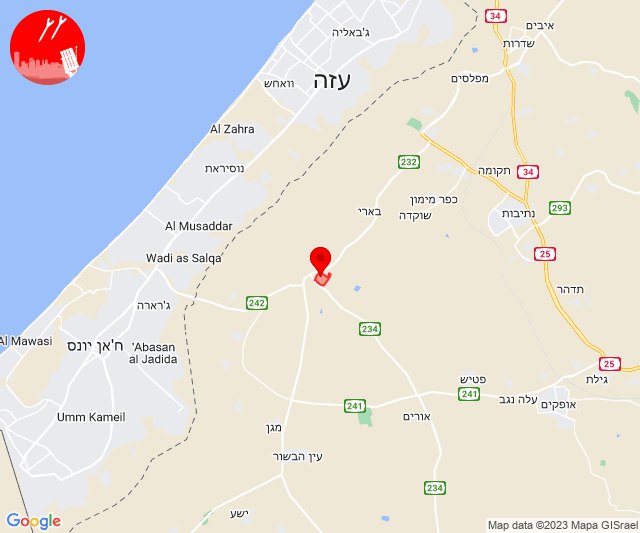 34
איבים
ג'באליה
שדרות
מפלסים
וואחש
עזה
Al Zahra
232
נוסיראת
תקומה
34
כפר מימון
293
בארי
שוקדה
נתיבות
Al Musaddar
25
Wadi as Salqa
תדהר
ג'רארה
242
234
Al Mawasi
ח'אן יונס
'Abasan
al Jadida
25
פטיש
גילת
241
241
עלה נגב
אופקים
Umm Kameil
אורים
מגן
עין הבשור
234
ישע
Google
Map data ©2023 Mapa GISrael